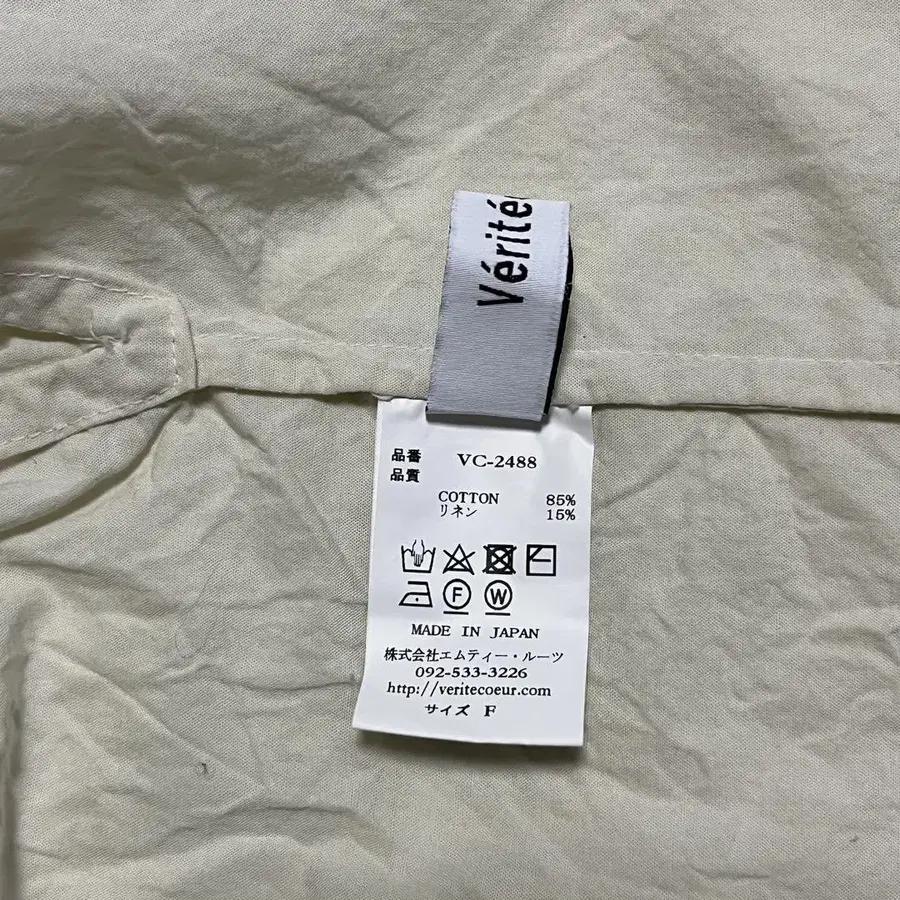 Vérité
品番 VC-2488
品質
COTTON 85%
リネン 15%
F W
MADE IN JAPAN
株式会社エムティー・ルーツ
092-533-3226
http://veritecoeur.com
サイズ F